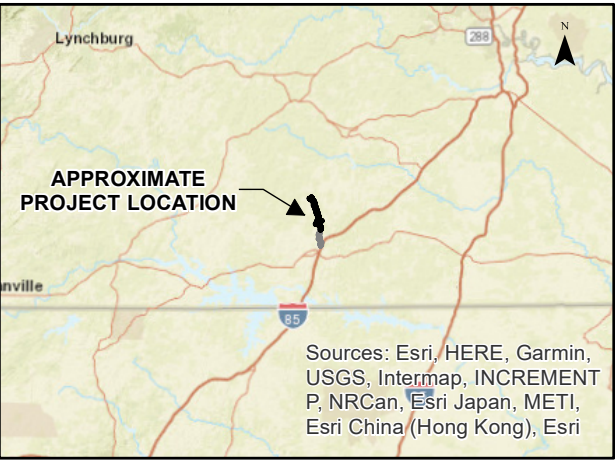 Lynchburg
288
N
APPROXIMATE
PROJECT LOCATION
nville
85
Sources: Esri, HERE, Garmin,
USGS, Intermap, INCREMENT
P, NRCan, Esri Japan, METI,
Esri China (Hong Kong), Esri